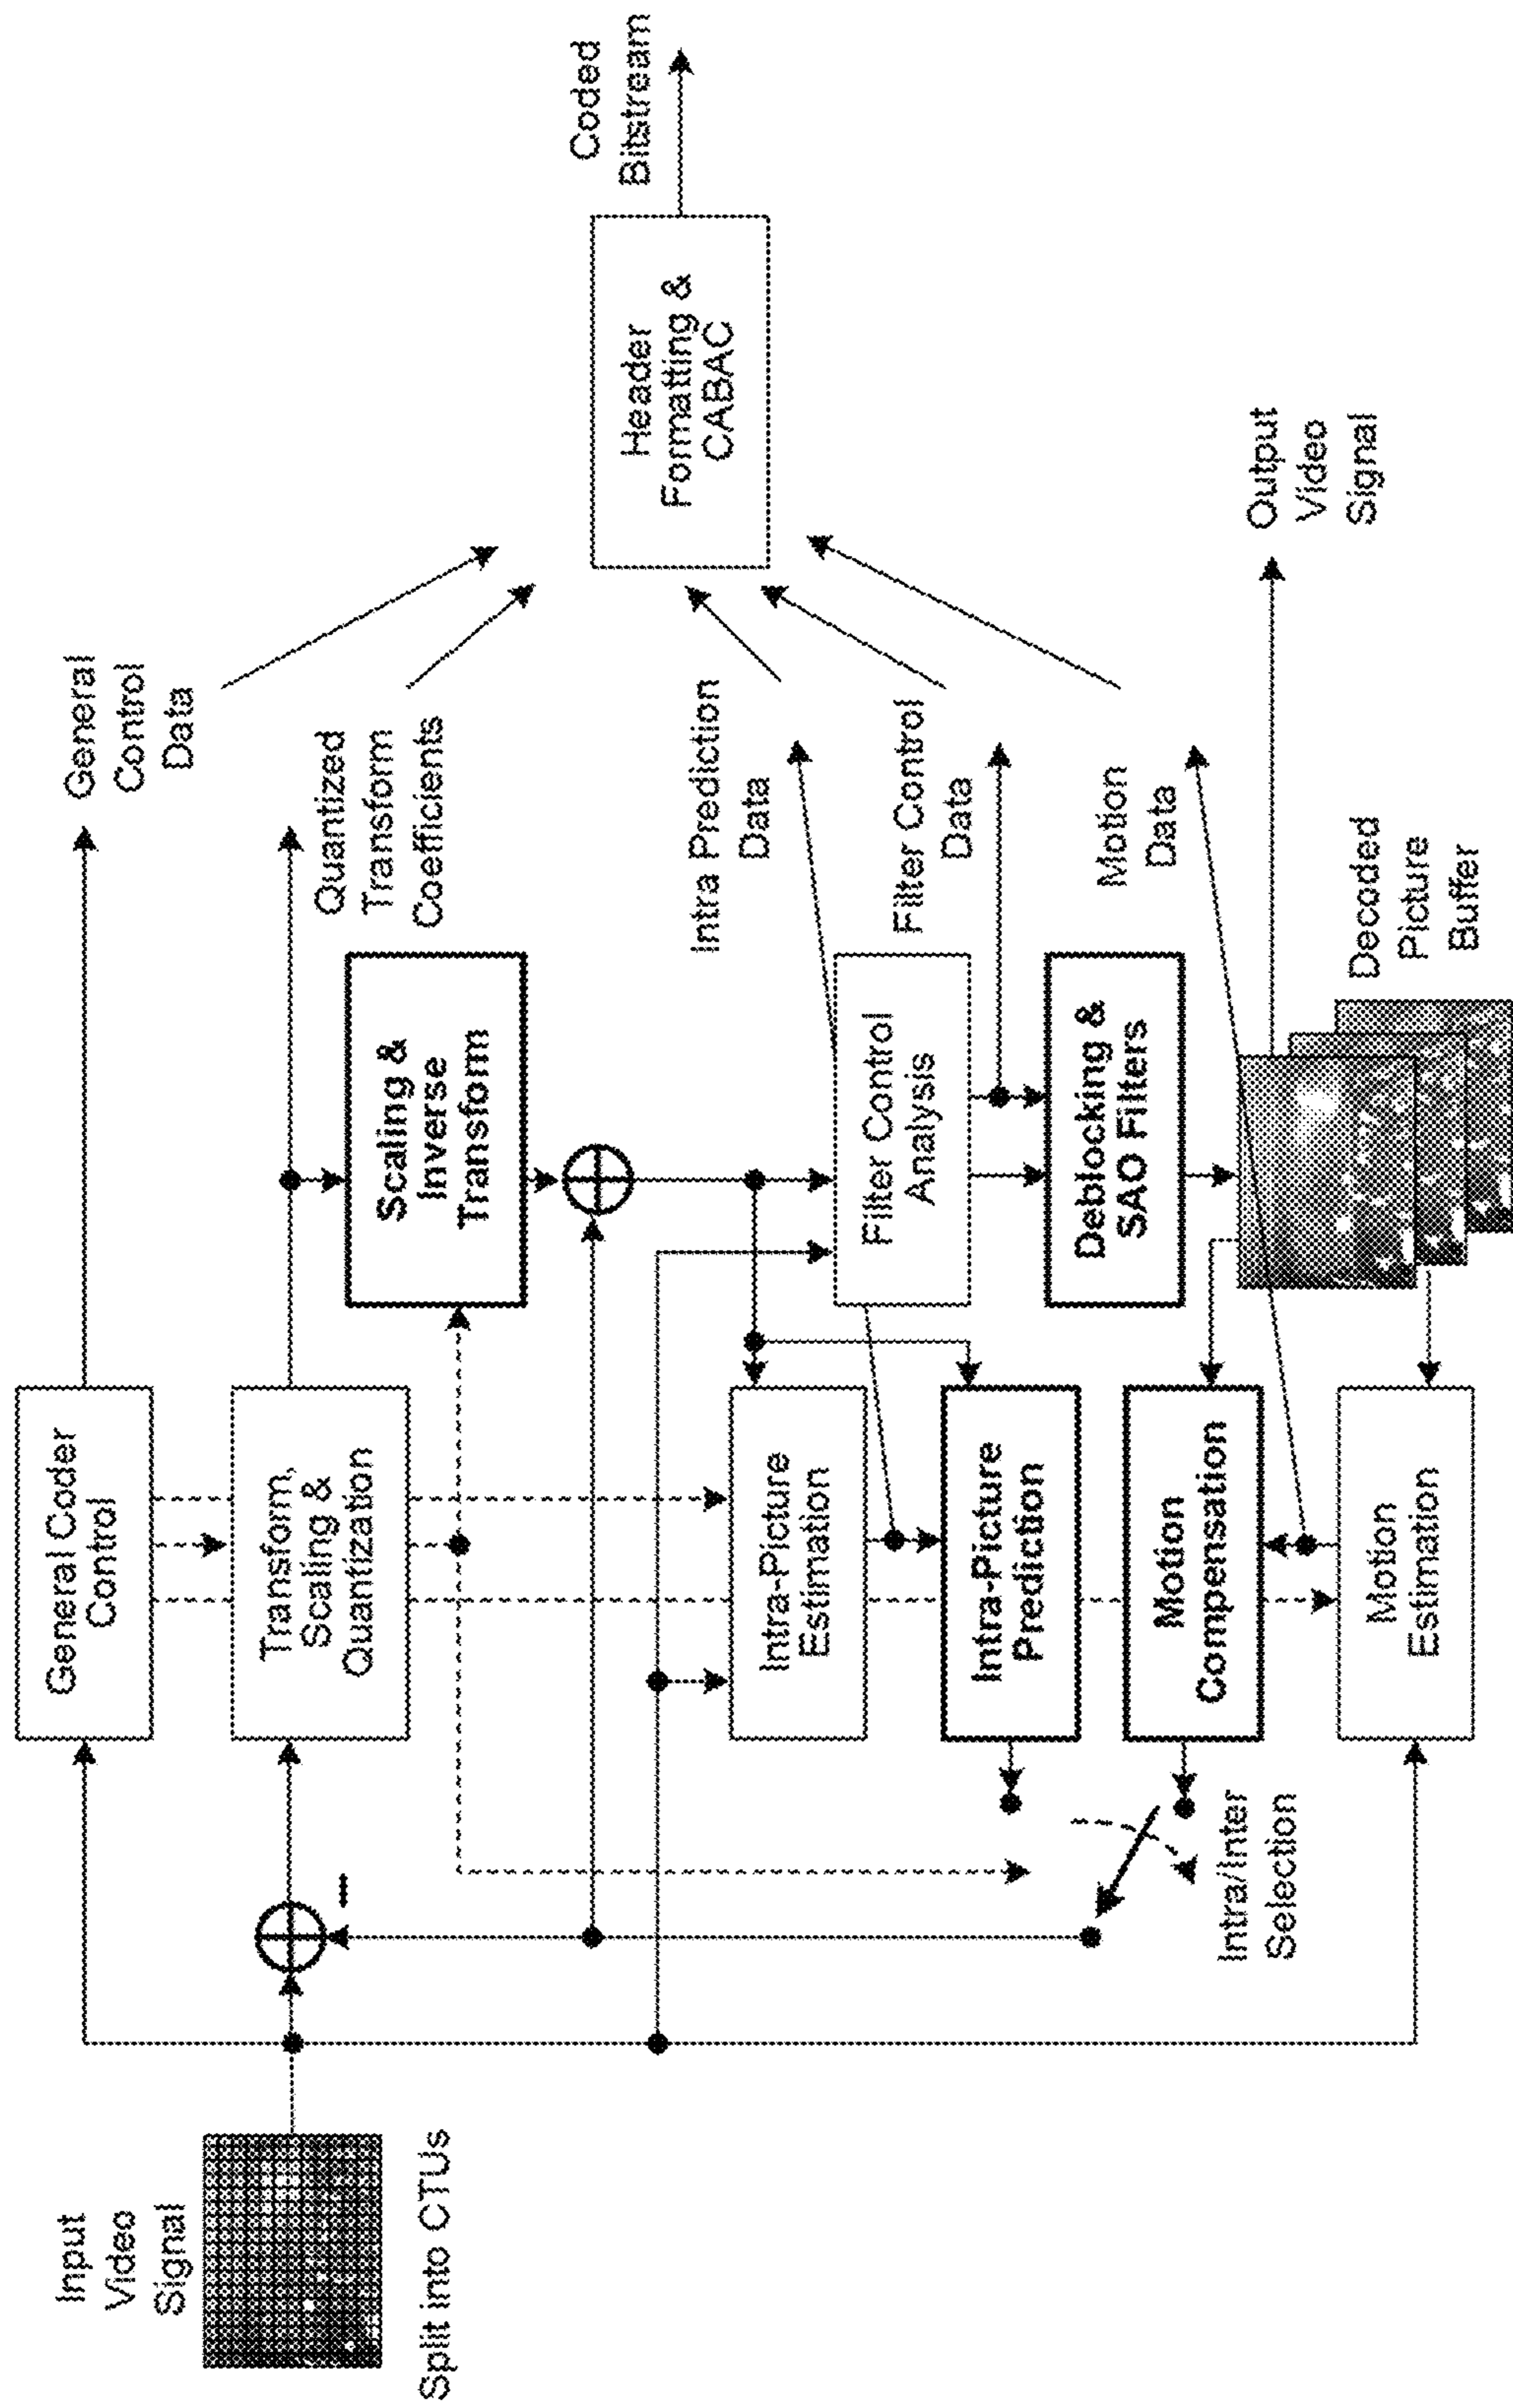 Input
Video
Signal
Split into CTUs
General Coder
Control
Transform,
Scaling &
Quantization
Scaling &
Inverse
Transform
Intra-Picture
Estimation
Intra-Picture
Prediction
Motion
Compensation
Motion
Estimation
Intra/Inter
Selection
Filter Control
Analysis
Deblocking &
SAO Filters
General
Control
Data
Quantized
Transform
Coefficients
Intra Prediction
Data
Filter Control
Data
Motion
Data
Decoded
Picture
Buffer
Output
Video
Signal
Header
Formatting &
CABAC
Coded
Bitstream